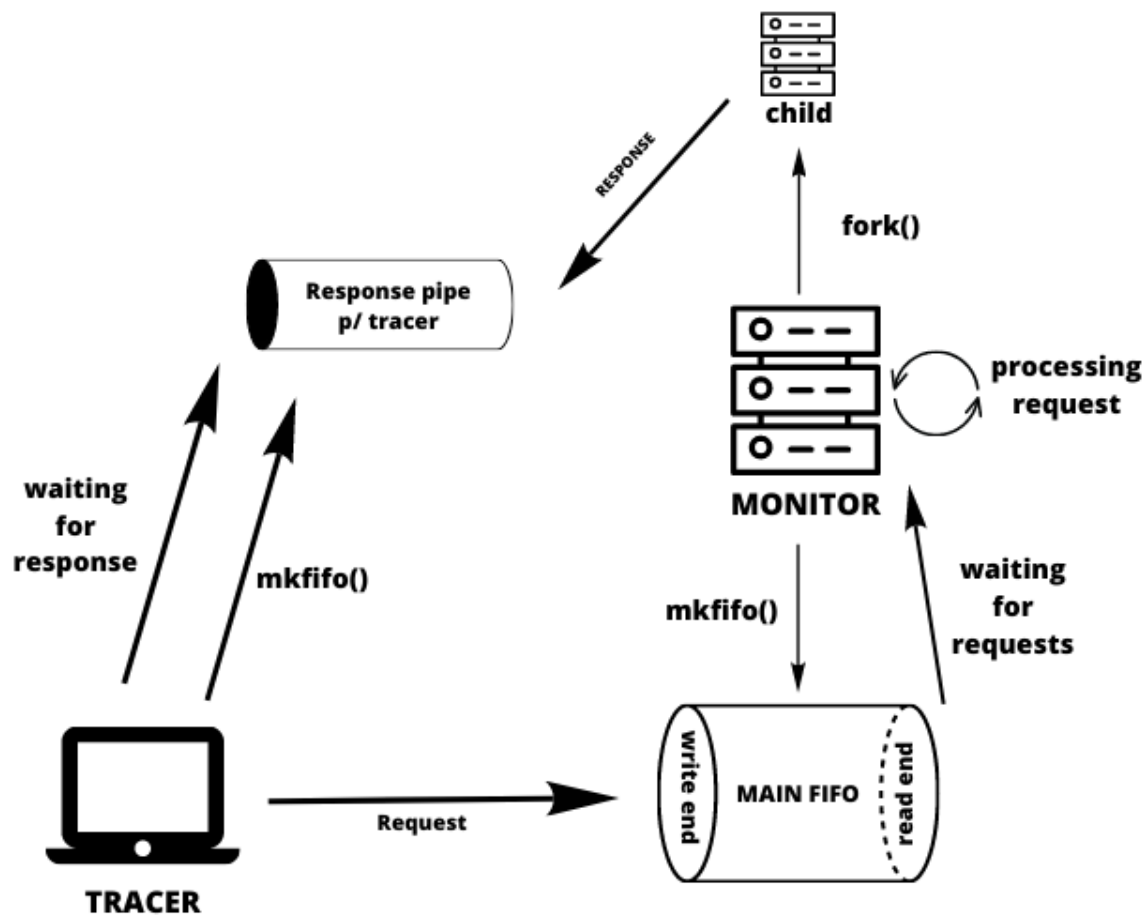 child
RESPONSE
fork()
Response pipe
p/ tracer
processing
request
MONITOR
waiting
for
response
mkfifo()
mkfifo()
waiting
for
requests
write end
MAIN FIFO
read end
Request
TRACER